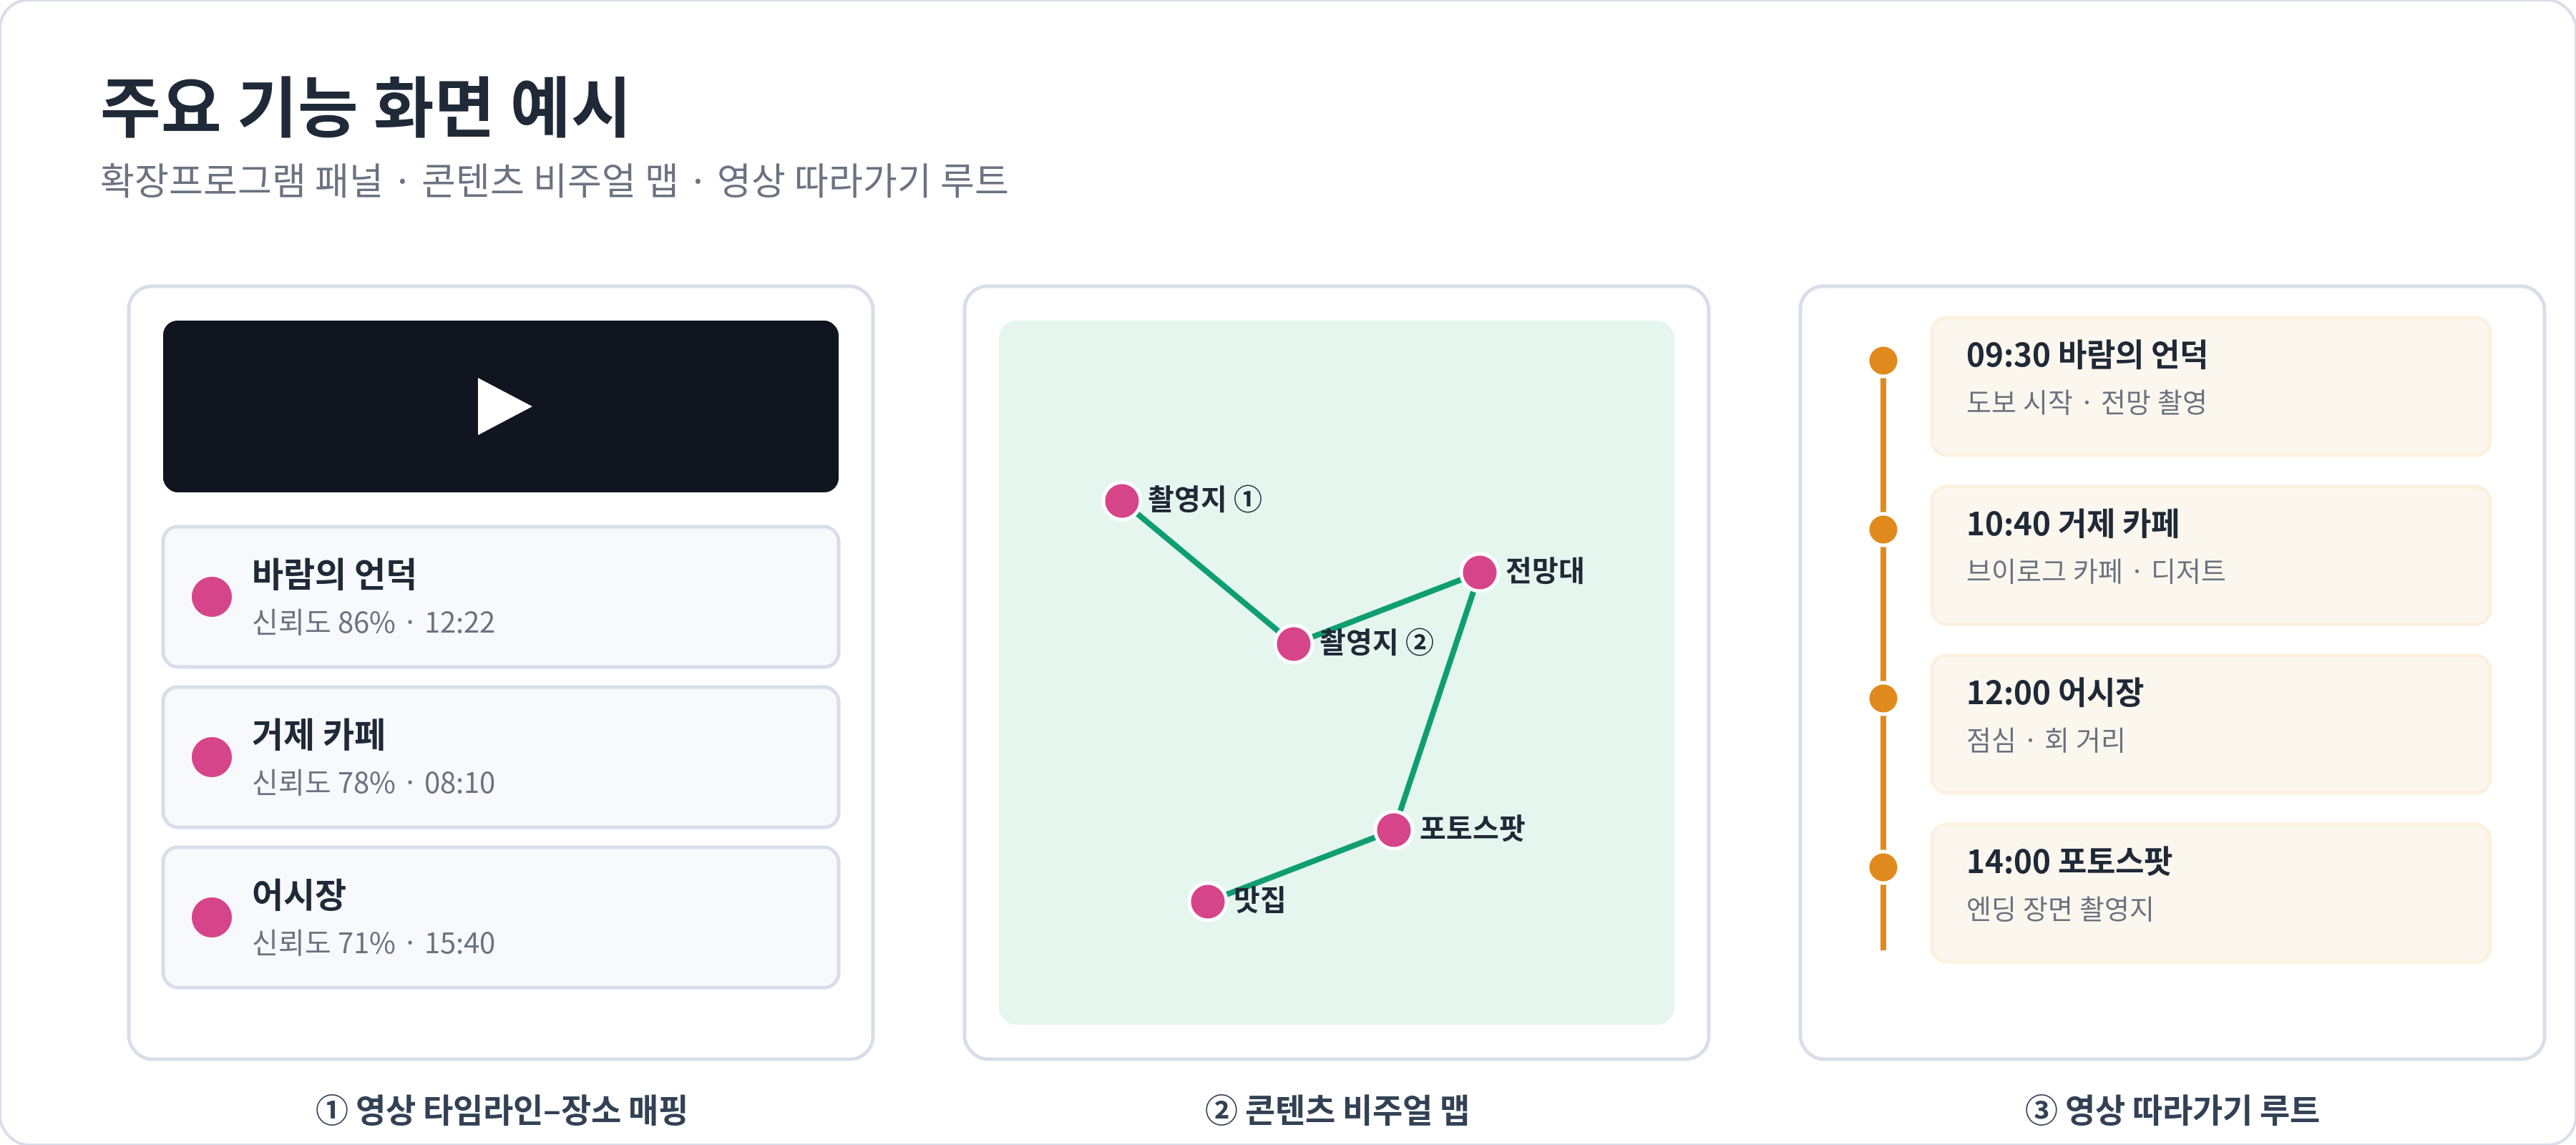 주요 기능 화면 예시
확장프로그램 패널 · 콘텐츠 비주얼 맵 · 영상 따라가기 루트
바람의 언덕
신뢰도 86% · 12:22
거제 카페
신뢰도 78% · 08:10
어시장
신뢰도 71% · 15:40
① 영상 타임라인–장소 매핑
촬영지 ①
전망대
촬영지 ②
포토스팟
맛집
② 콘텐츠 비주얼 맵
09:30 바람의 언덕
도보 시작 · 전망 촬영
10:40 거제 카페
브이로그 카페 · 디저트
12:00 어시장
점심 · 회 거리
14:00 포토스팟
엔딩 장면 촬영지
③ 영상 따라가기 루트